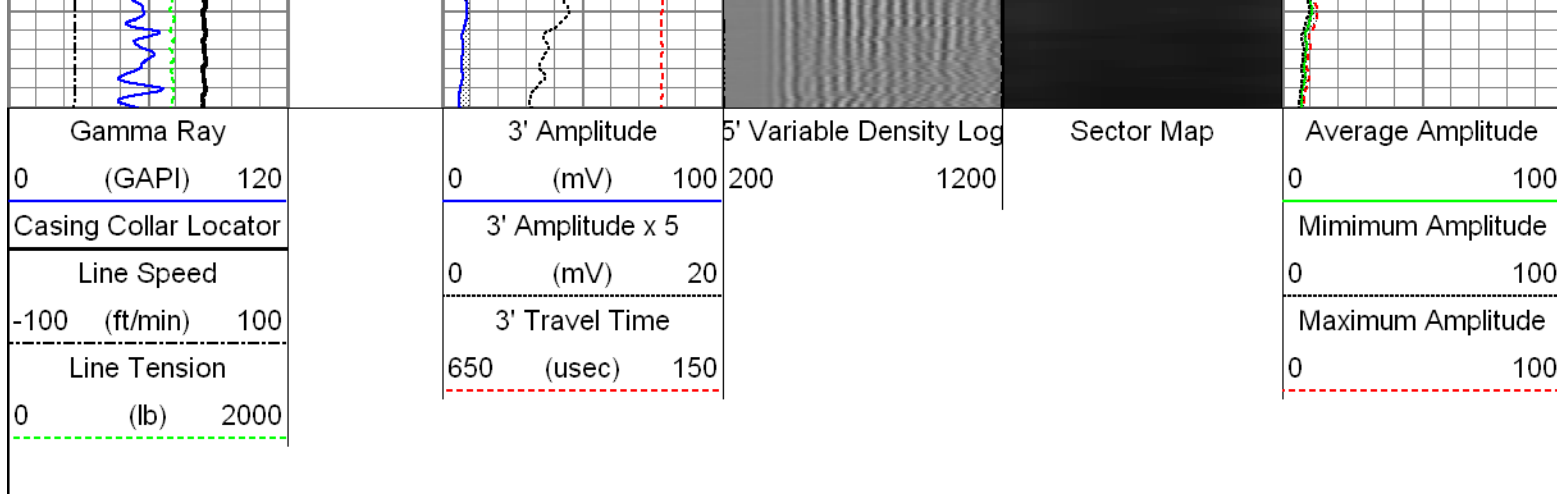 Gamma Ray
0 (GAPI) 120
Casing Collar Locator
Line Speed
-100 (ft/min) 100
Line Tension
0 (lb) 2000
3' Amplitude
0 (mV) 100
3' Amplitude x 5
0 (mV) 20
3' Travel Time
650 (usec) 150
5' Variable Density Log
200 1200
Sector Map
Average Amplitude
0 100
Mimimum Amplitude
0 100
Maximum Amplitude
0 100